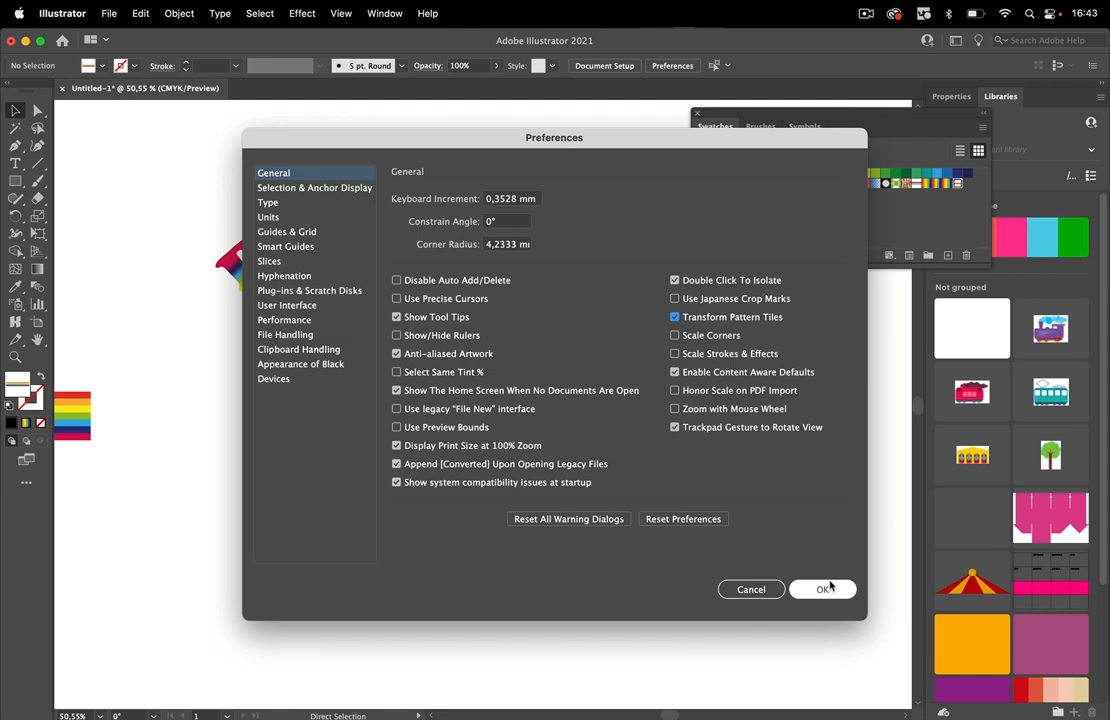 Illustrator File Edit Object Type Select Effect View Window Help 16:43
Adobe Illustrator 2021 Search Adobe Help
No Selection Stroke: 5 pt. Round Opacity: 100% Style: Document Setup Preferences
Untitled-1* @ 50,55 % (CMYK/Preview)
Properties Libraries
Swatches Brushes Symbols
Preferences
General
Selection & Anchor Display
Type
Units
Guides & Grid
Smart Guides
Slices
Hyphenation
Plug-ins & Scratch Disks
User Interface
Performance
File Handling
Clipboard Handling
Appearance of Black
Devices
General
Keyboard Increment: 0,3528 mm
Constrain Angle: 0°
Corner Radius: 4,2333 m
Disable Auto Add/Delete
Use Precise Cursors
Show Tool Tips
Show/Hide Rulers
Anti-aliased Artwork
Select Same Tint %
Show The Home Screen When No Documents Are Open
Use legacy "File New" interface
Use Preview Bounds
Display Print Size at 100% Zoom
Append [Converted] Upon Opening Legacy Files
Show system compatibility issues at startup
Double Click To Isolate
Use Japanese Crop Marks
Transform Pattern Tiles
Scale Corners
Scale Strokes & Effects
Enable Content Aware Defaults
Honor Scale on PDF Import
Zoom with Mouse Wheel
Trackpad Gesture to Rotate View
Reset All Warning Dialogs Reset Preferences
Cancel OK
ent library
Not grouped
50,55% 0° 1 Direct Selection